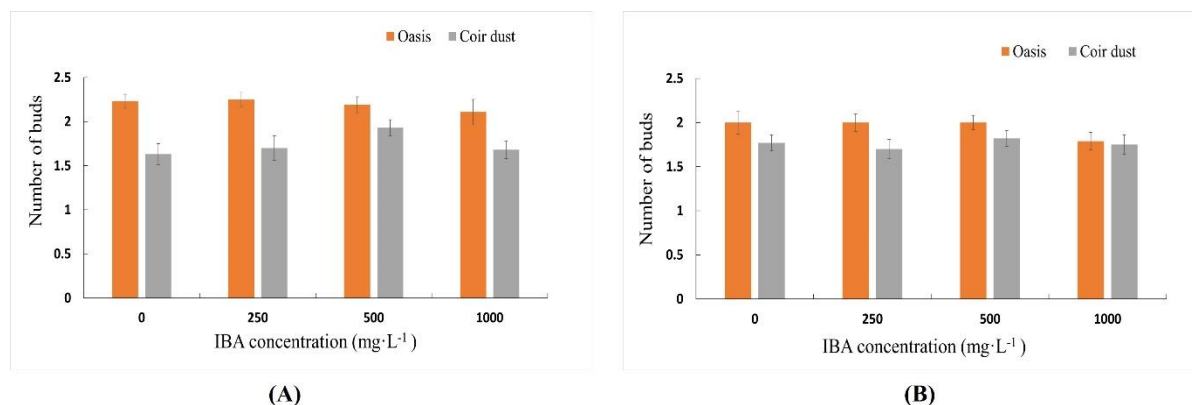 Oasis Coir dust
2.5
2
1.5
1
0.5
0
Number of buds
0 250 500 1000
IBA concentration (mg·L-1)
(A)
Oasis Coir dust
2.5
2
1.5
1
0.5
0
Number of buds
0 250 500 1000
IBA concentration (mg·L-1)
(B)